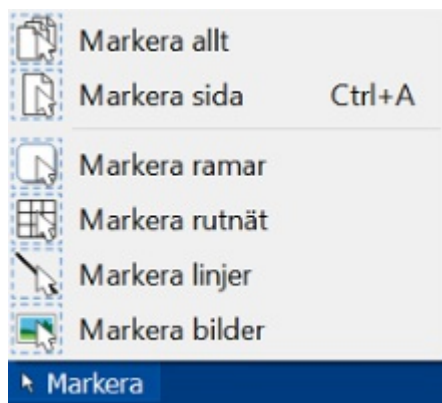 Markera allt
Markera sida Ctrl+A
Markera ramar
Markera rutnät
Markera linjer
Markera bilder
Markera